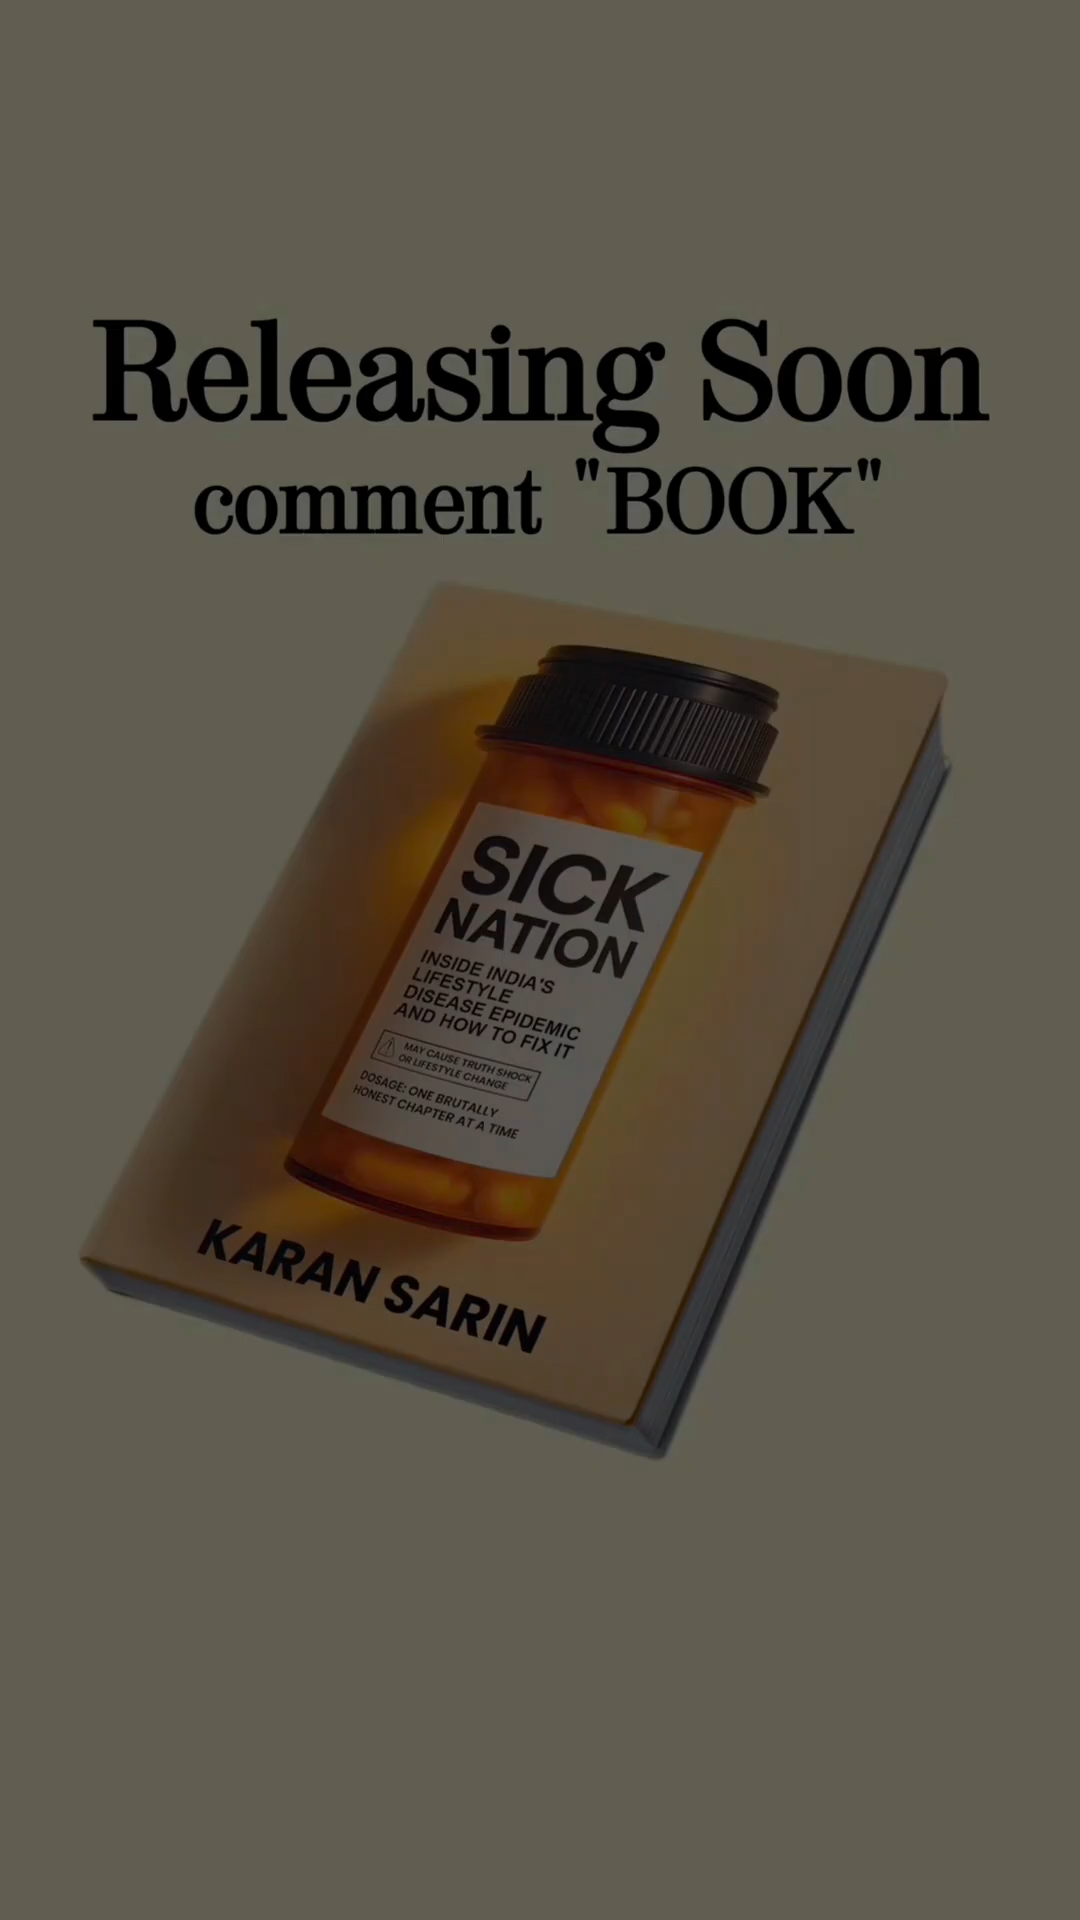 Releasing Soon
comment "BOOK"
SICK
NATION
INSIDE INDIA'S
LIFESTYLE
DISEASE EPIDEMIC
AND HOW TO FIX IT
MAY CAUSE TRUTH SHOCK
OR LIFESTYLE CHANGE
DOSAGE: ONE BRUTALLY
HONEST CHAPTER AT A TIME
KARAN SARIN